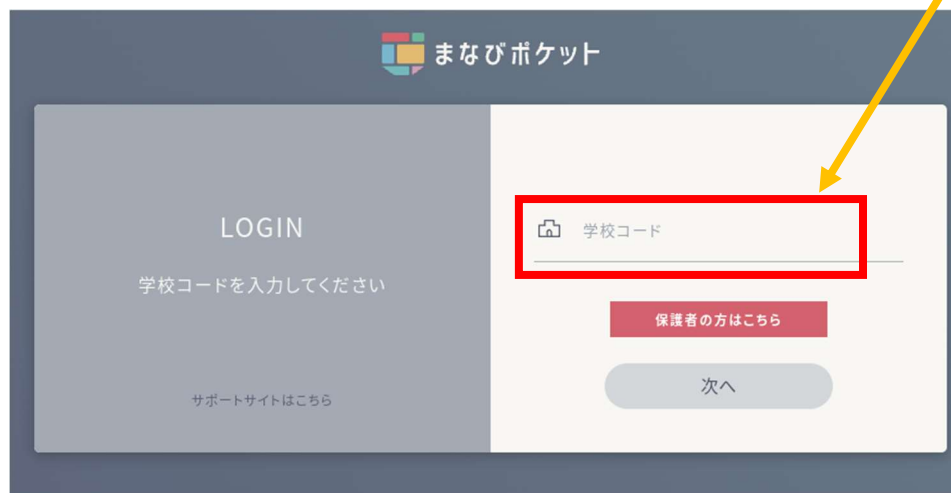 まなびポケット
LOGIN
学校コードを入力してください
サポートサイトはこちら
学校コード
保護者の方はこちら
次へ